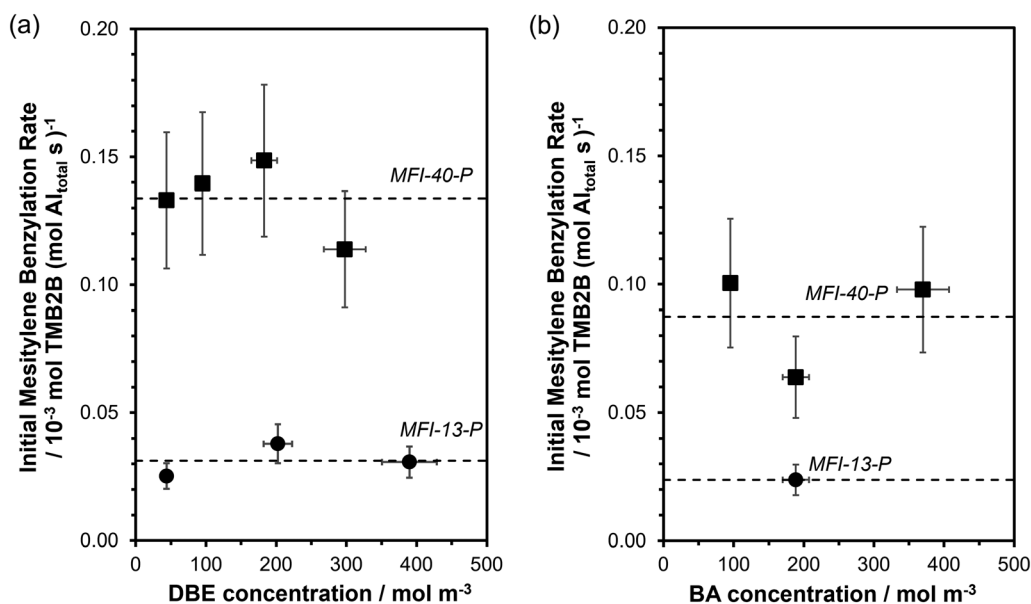 (a)
Initial Mesitylene Benzylation Rate
/ 10⁻³ mol TMB2B (mol Al_total s)⁻¹
0.20
0.15
0.10
0.05
0.00
MFI-40-P
MFI-13-P
0 100 200 300 400 500
DBE concentration / mol m⁻³
(b)
Initial Mesitylene Benzylation Rate
/ 10⁻³ mol TMB2B (mol Al_total s)⁻¹
0.20
0.15
0.10
0.05
0.00
MFI-40-P
MFI-13-P
0 100 200 300 400 500
BA concentration / mol m⁻³